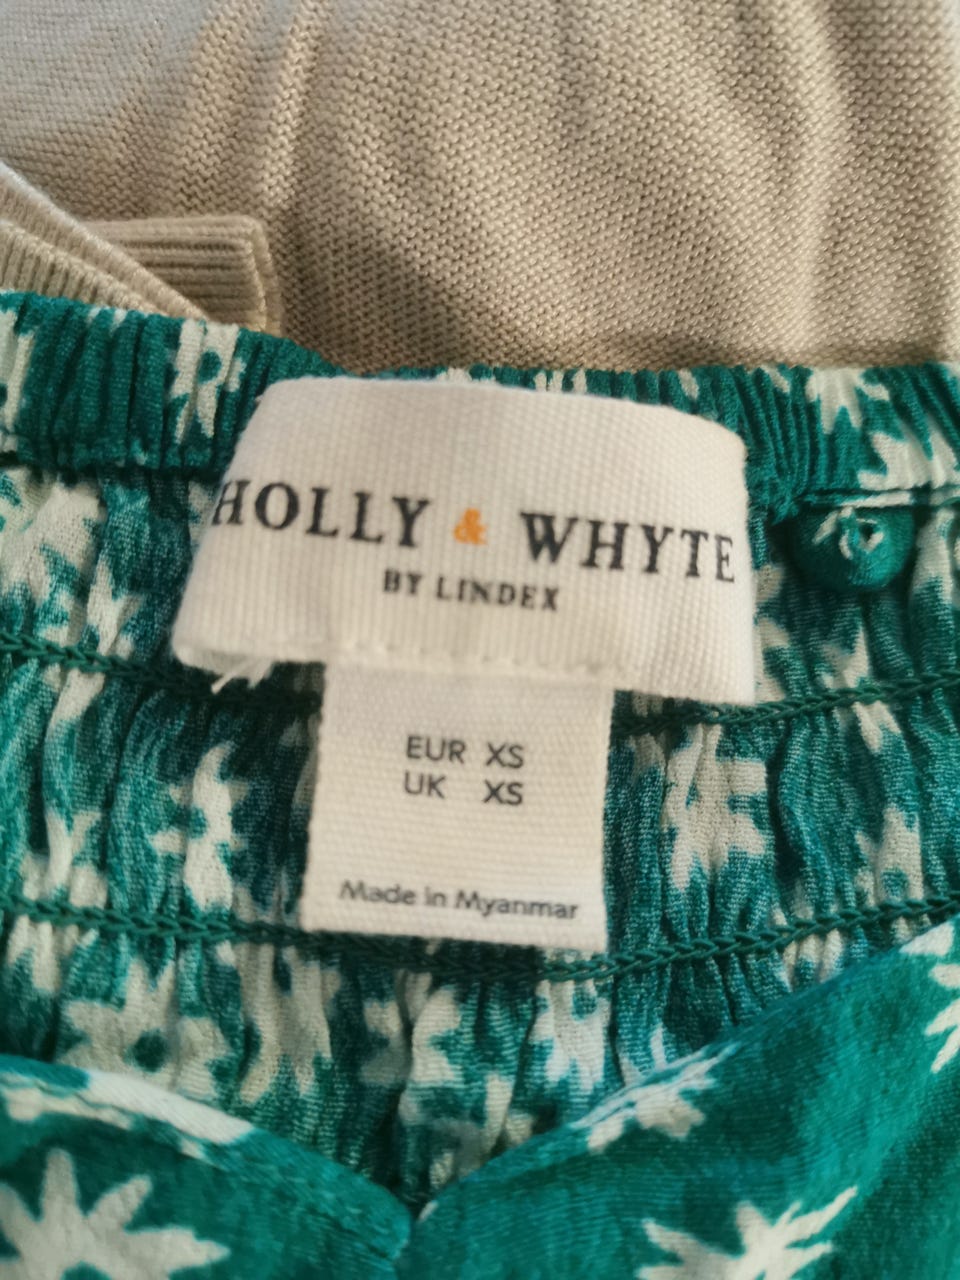 HOLLY & WHYTE
BY LINDEX
EUR XS
UK XS
Made in Myanmar